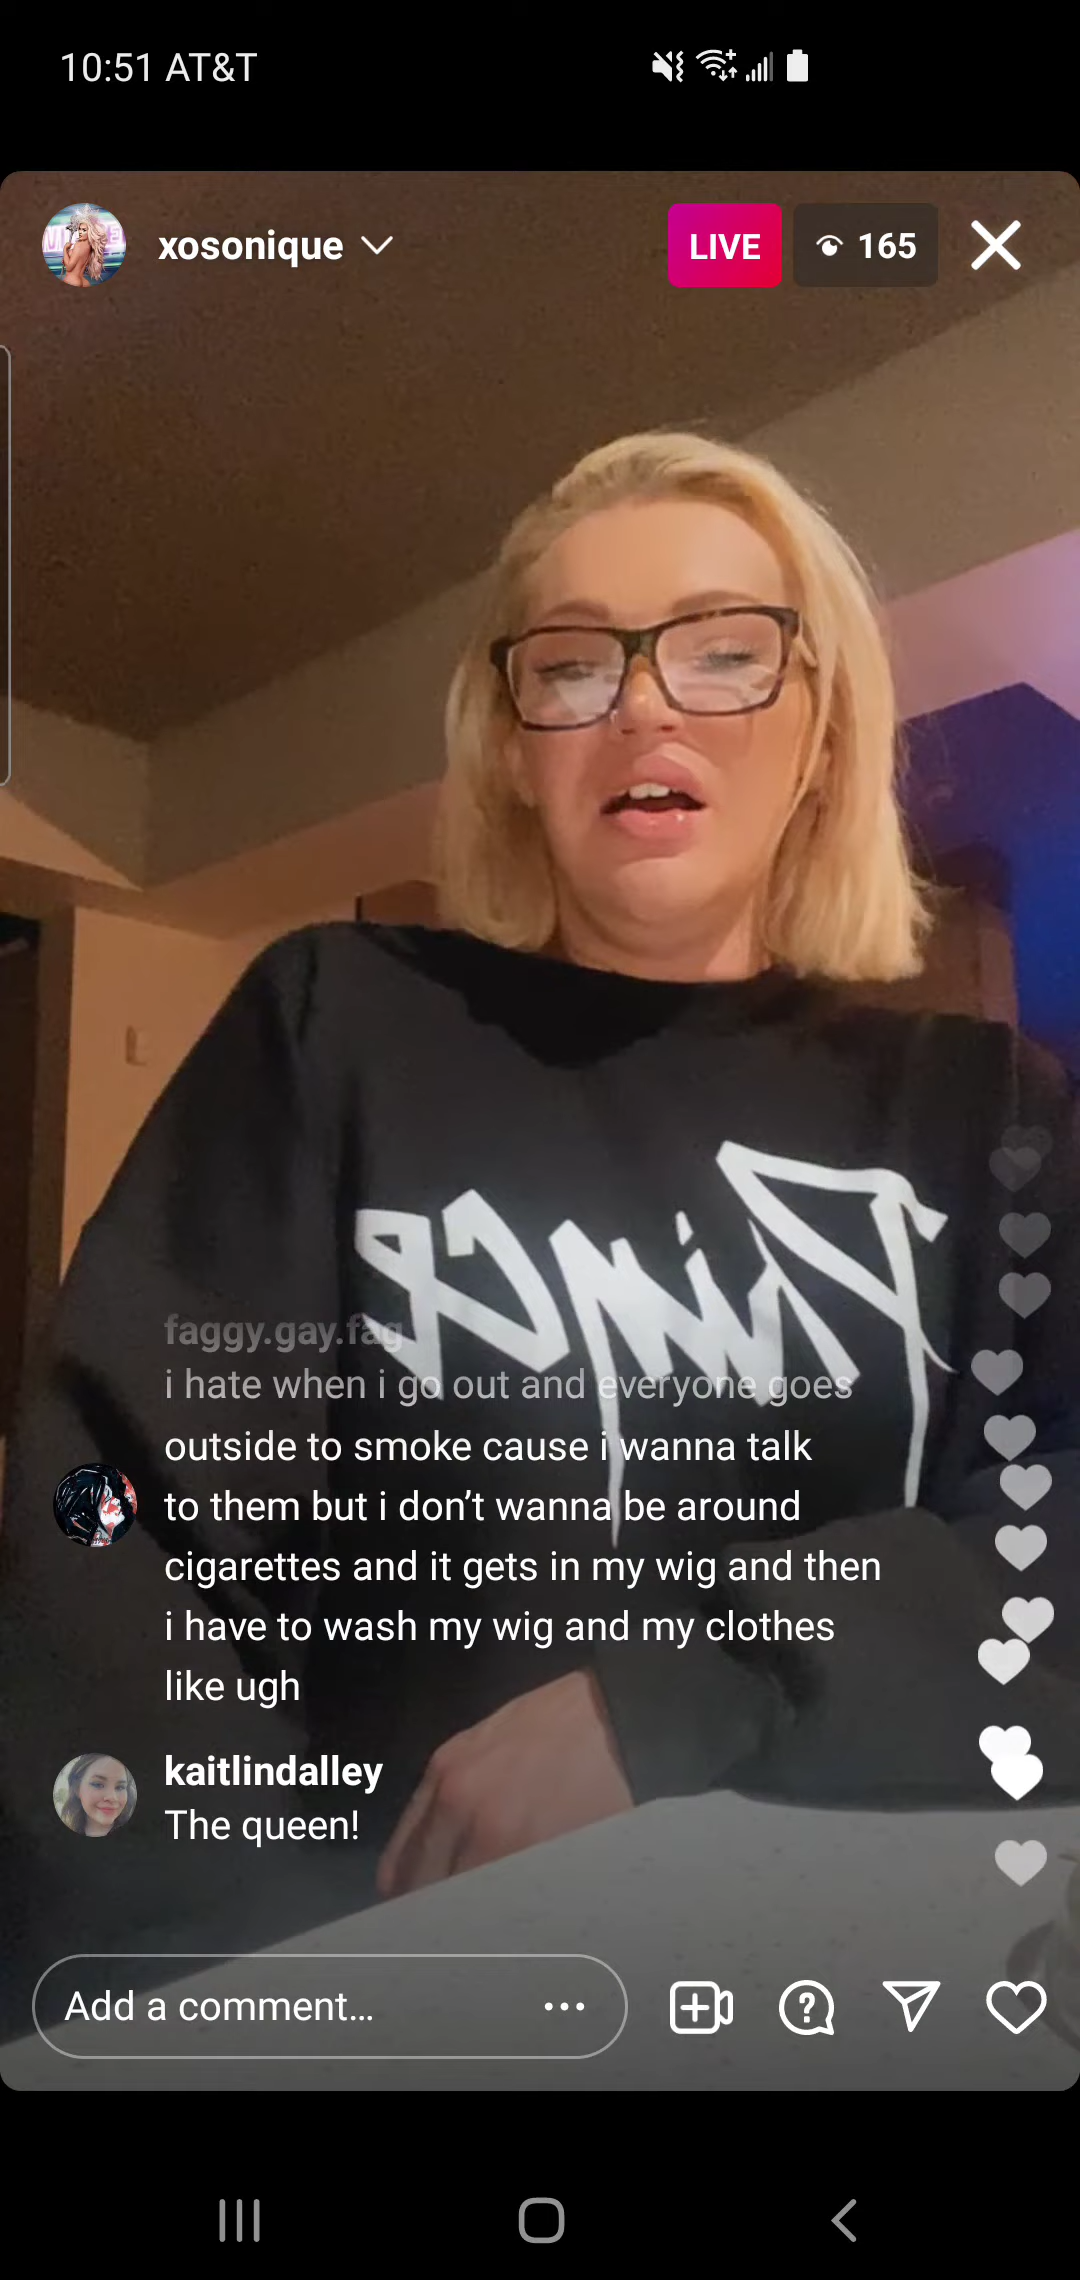 10:51 AT&T
xosonique
LIVE
165
faggy.gay.fag
i hate when i go out and everyone goes
outside to smoke cause i wanna talk
to them but i don’t wanna be around
cigarettes and it gets in my wig and then
i have to wash my wig and my clothes
like ugh
kaitlindalley
The queen!
Add a comment...